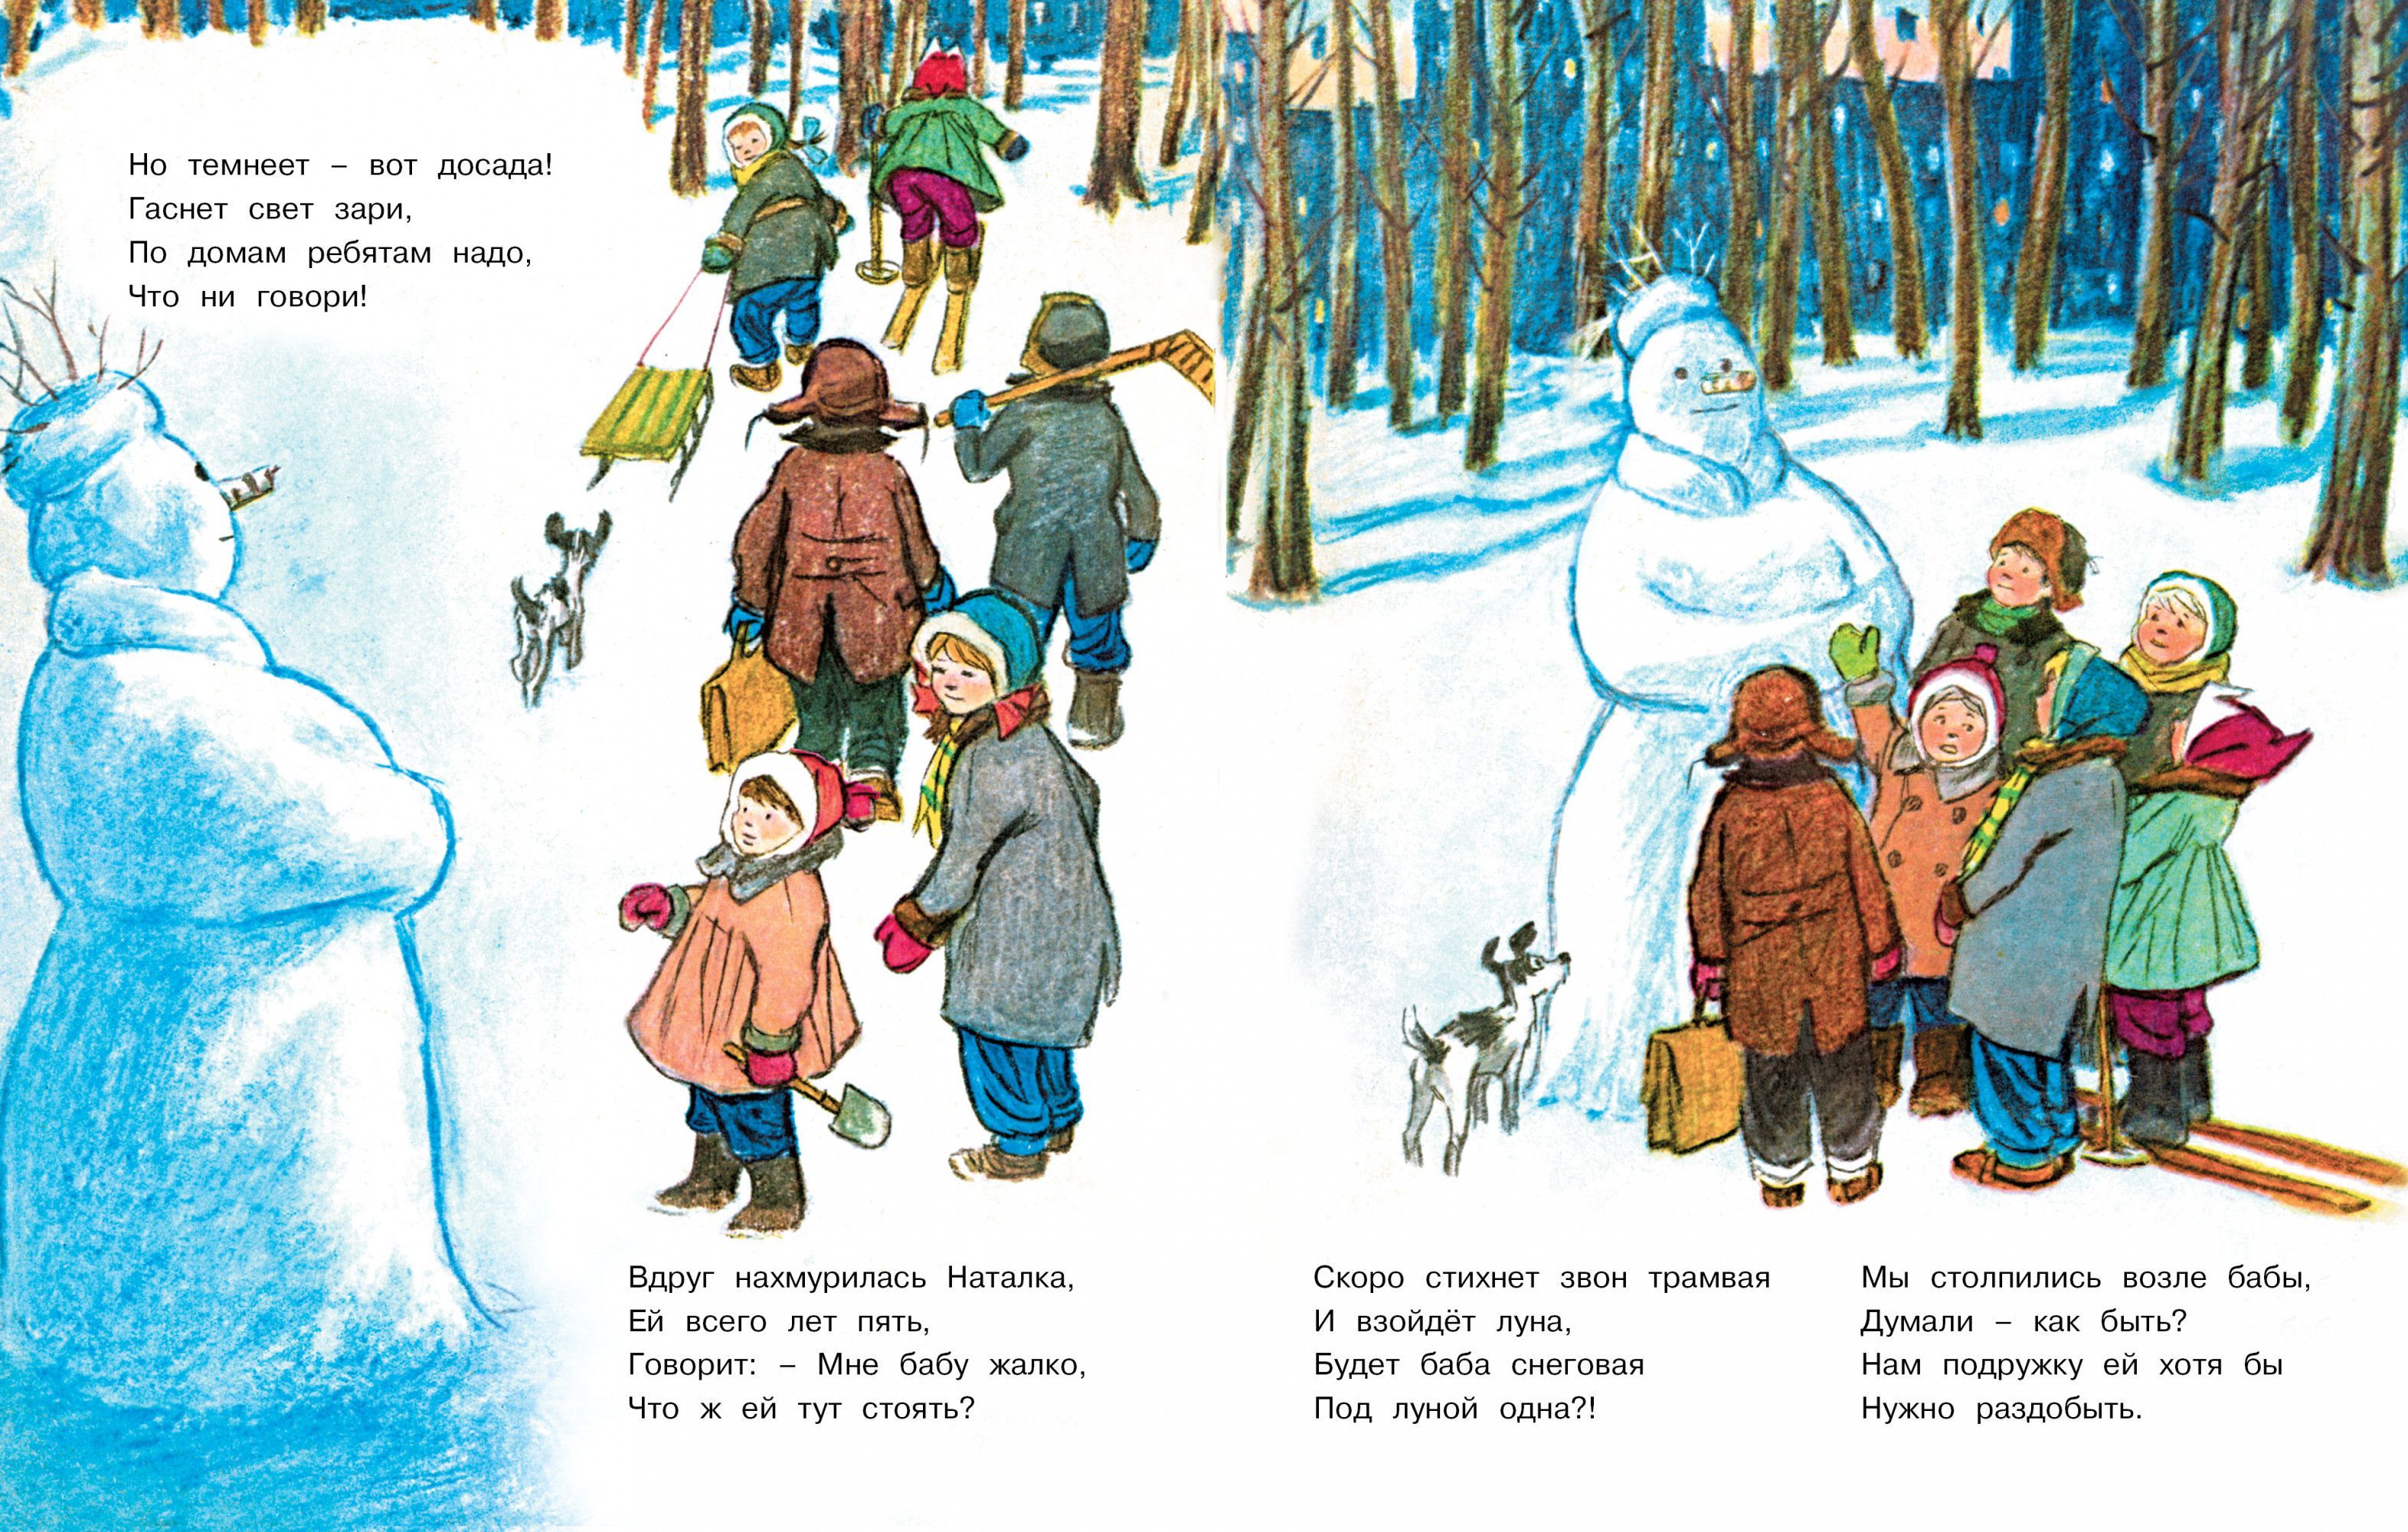 Но темнеет – вот досада!
Гаснет свет зари,
По домам ребятам надо,
Что ни говори!
Вдруг нахмурилась Наталка,
Ей всего лет пять,
Говорит: – Мне бабу жалко,
Что ж ей тут стоять?
Скоро стихнет звон трамвая
И взойдёт луна,
Будет баба снеговая
Под луной одна?!
Мы столпились возле бабы,
Думали – как быть?
Нам подружку ей хотя бы
Нужно раздобыть.